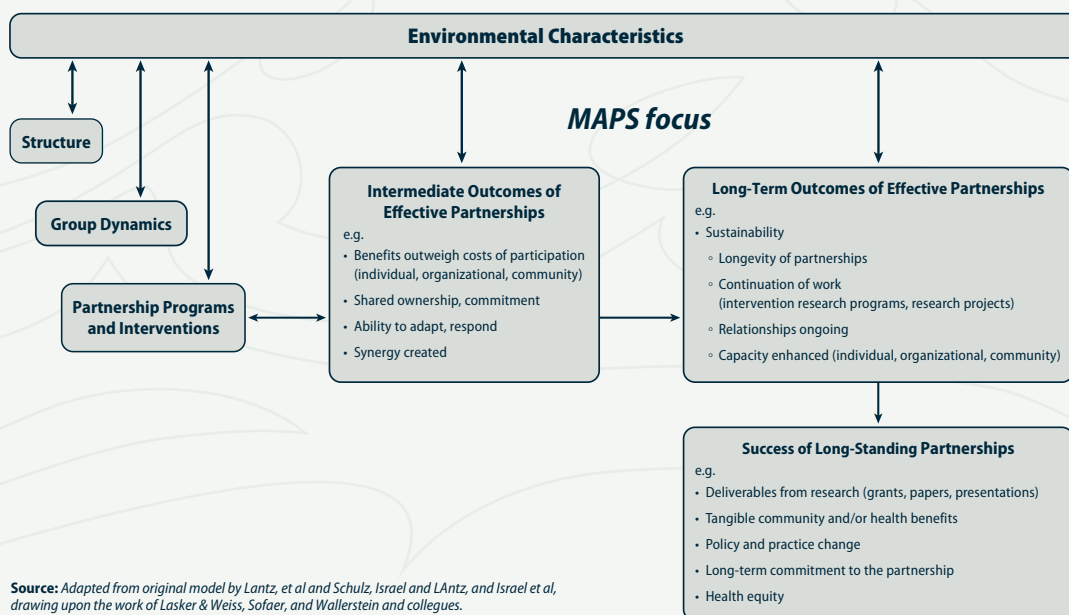 Environmental Characteristics
MAPS focus
Structure
Group Dynamics
Partnership Programs
and Interventions
Intermediate Outcomes of
Effective Partnerships
e.g.
• Benefits outweigh costs of participation
(individual, organizational, community)
• Shared ownership, commitment
• Ability to adapt, respond
• Synergy created
Long-Term Outcomes of Effective Partnerships
e.g.
• Sustainability
◦ Longevity of partnerships
◦ Continuation of work
(intervention research programs, research projects)
◦ Relationships ongoing
◦ Capacity enhanced (individual, organizational, community)
Success of Long-Standing Partnerships
e.g.
• Deliverables from research (grants, papers, presentations)
• Tangible community and/or health benefits
• Policy and practice change
• Long-term commitment to the partnership
• Health equity
Source: Adapted from original model by Lantz, et al and Schulz, Israel and LAntz, and Israel et al,
drawing upon the work of Lasker & Weiss, Sofaer, and Wallerstein and collegues.